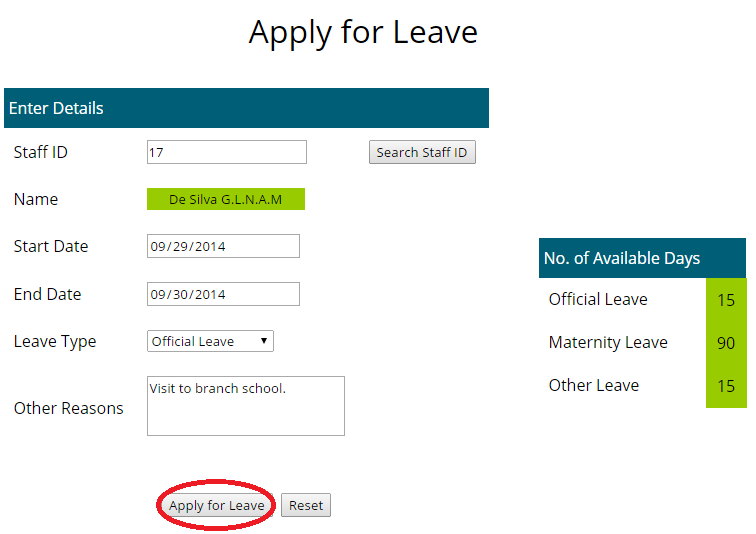 Apply for Leave
Enter Details
Staff ID
17
Search Staff ID
Name
De Silva G.L.N.A.M
Start Date
09/29/2014
End Date
09/30/2014
Leave Type
Official Leave
Other Reasons
Visit to branch school.
Apply for Leave
Reset
No. of Available Days
Official Leave 15
Maternity Leave 90
Other Leave 15